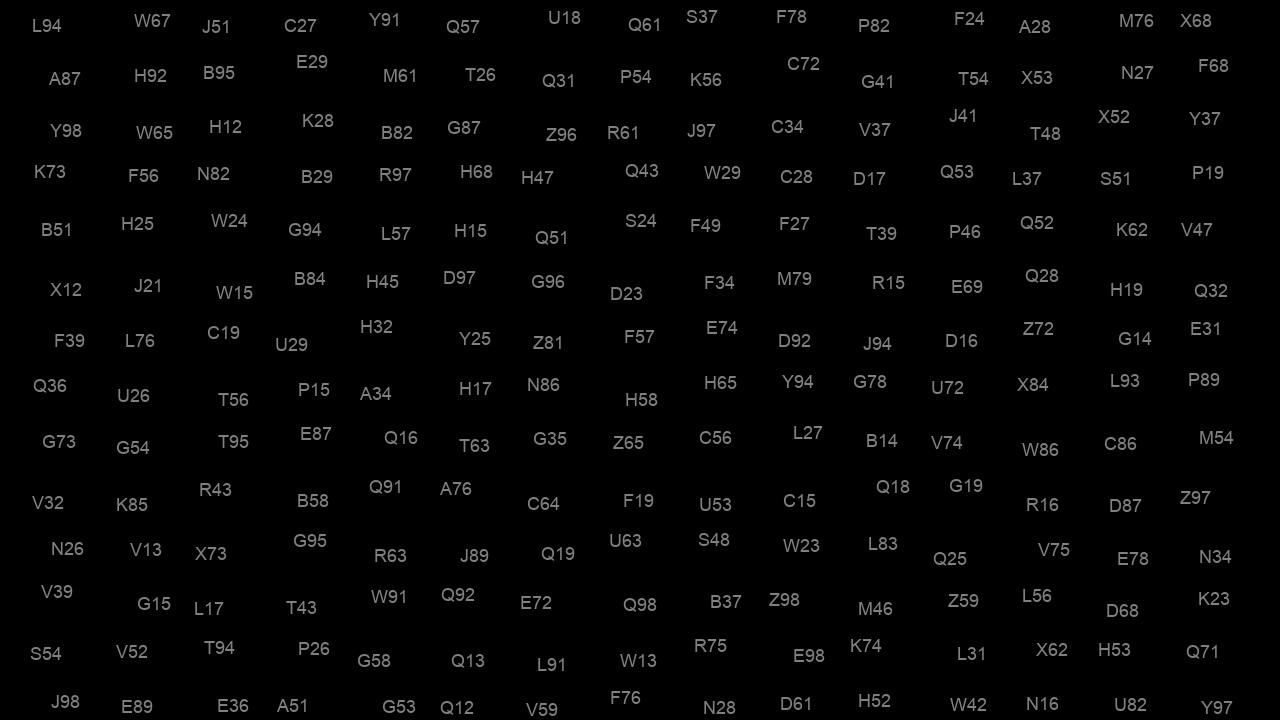 L94 W67 J51 C27 Y91 Q57 U18 Q61 S37 F78 P82 F24 A28 M76 X68
A87 H92 B95 E29 M61 T26 Q31 P54 K56 C72 G41 T54 X53 N27 F68
Y98 W65 H12 K28 B82 G87 Z96 R61 J97 C34 V37 J41 T48 X52 Y37
K73 F56 N82 B29 R97 H68 H47 Q43 W29 C28 D17 Q53 L37 S51 P19
B51 H25 W24 G94 L57 H15 Q51 S24 F49 F27 T39 P46 Q52 K62 V47
X12 J21 W15 B84 H45 D97 G96 D23 F34 M79 R15 E69 Q28 H19 Q32
F39 L76 C19 U29 H32 Y25 Z81 F57 E74 D92 J94 D16 Z72 G14 E31
Q36 U26 T56 P15 A34 H17 N86 H58 H65 Y94 G78 U72 X84 L93 P89
G73 G54 T95 E87 Q16 T63 G35 Z65 C56 L27 B14 V74 W86 C86 M54
V32 K85 R43 B58 Q91 A76 C64 F19 U53 C15 Q18 G19 R16 D87 Z97
N26 V13 X73 G95 R63 J89 Q19 U63 S48 W23 L83 Q25 V75 E78 N34
V39 G15 L17 T43 W91 Q92 E72 Q98 B37 Z98 M46 Z59 L56 D68 K23
S54 V52 T94 P26 G58 Q13 L91 W13 R75 E98 K74 L31 X62 H53 Q71
J98 E89 E36 A51 G53 Q12 V59 F76 N28 D61 H52 W42 N16 U82 Y97